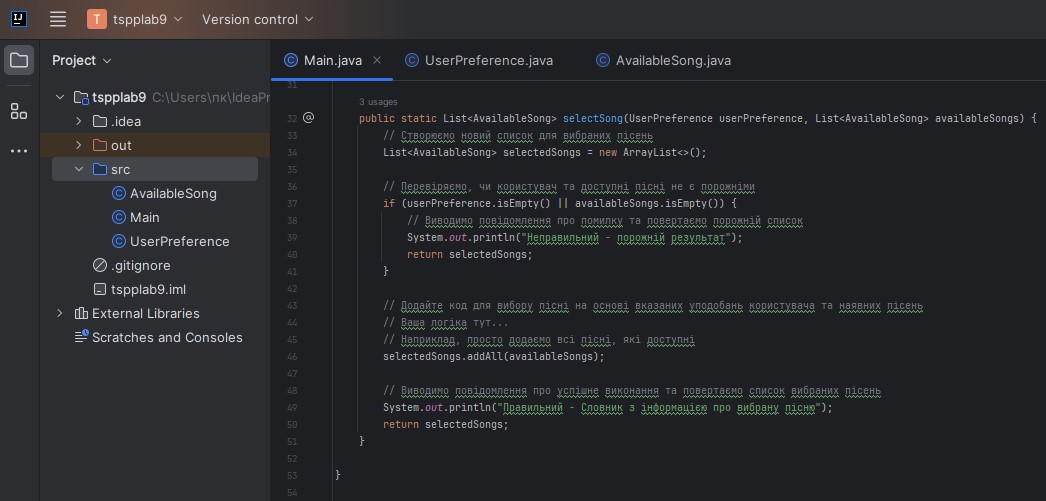 IJ
T tspplab9
Version control
Project
tspplab9 C:\Users\пк\IdeaPr
.idea
out
src
AvailableSong
Main
UserPreference
.gitignore
tspplab9.iml
External Libraries
Scratches and Consoles
Main.java
UserPreference.java
AvailableSong.java
31
3 usages
32 @ public static List<AvailableSong> selectSong(UserPreference userPreference, List<AvailableSong> availableSongs) {
33 // Створюємо новий список для вибраних пісень
34 List<AvailableSong> selectedSongs = new ArrayList<>();
35
36 // Перевіряємо, чи користувач та доступні пісні не є порожніми
37 if (userPreference.isEmpty() || availableSongs.isEmpty()) {
38 // Виводимо повідомлення про помилку та повертаємо порожній список
39 System.out.println("Неправильний - порожній результат");
40 return selectedSongs;
41 }
42
43 // Додайте код для вибору пісні на основі вказаних уподобань користувача та наявних пісень
44 // Ваша логіка тут...
45 // Наприклад, просто додаємо всі пісні, які доступні
46 selectedSongs.addAll(availableSongs);
47
48 // Виводимо повідомлення про успішне виконання та повертаємо список вибраних пісень
49 System.out.println("Правильний - Словник з інформацією про вибрану пісню");
50 return selectedSongs;
51 }
52
53 }
54